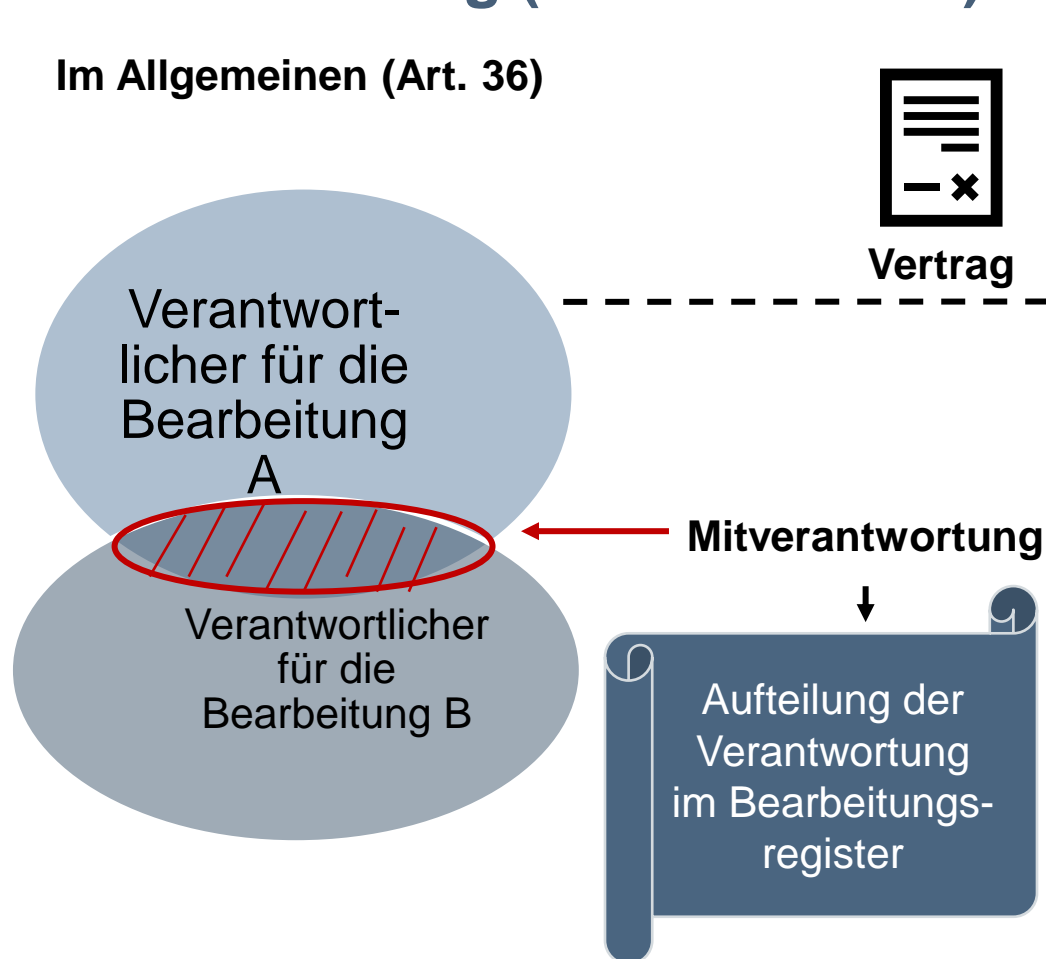 g (
)
Im Allgemeinen (Art. 36)
Vertrag
Verantwort-
licher für die
Bearbeitung
A
Mitverantwortung
Verantwortlicher
für die
Bearbeitung B
Aufteilung der
Verantwortung
im Bearbeitungs-
register